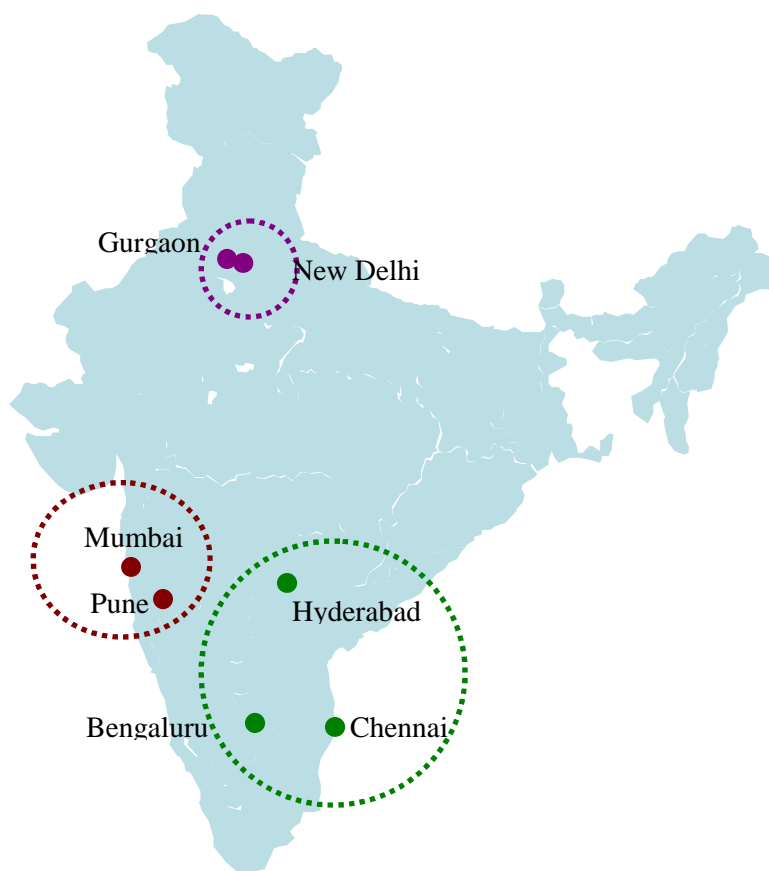 Gurgaon
New Delhi
Mumbai
Pune
Hyderabad
Bengaluru
Chennai